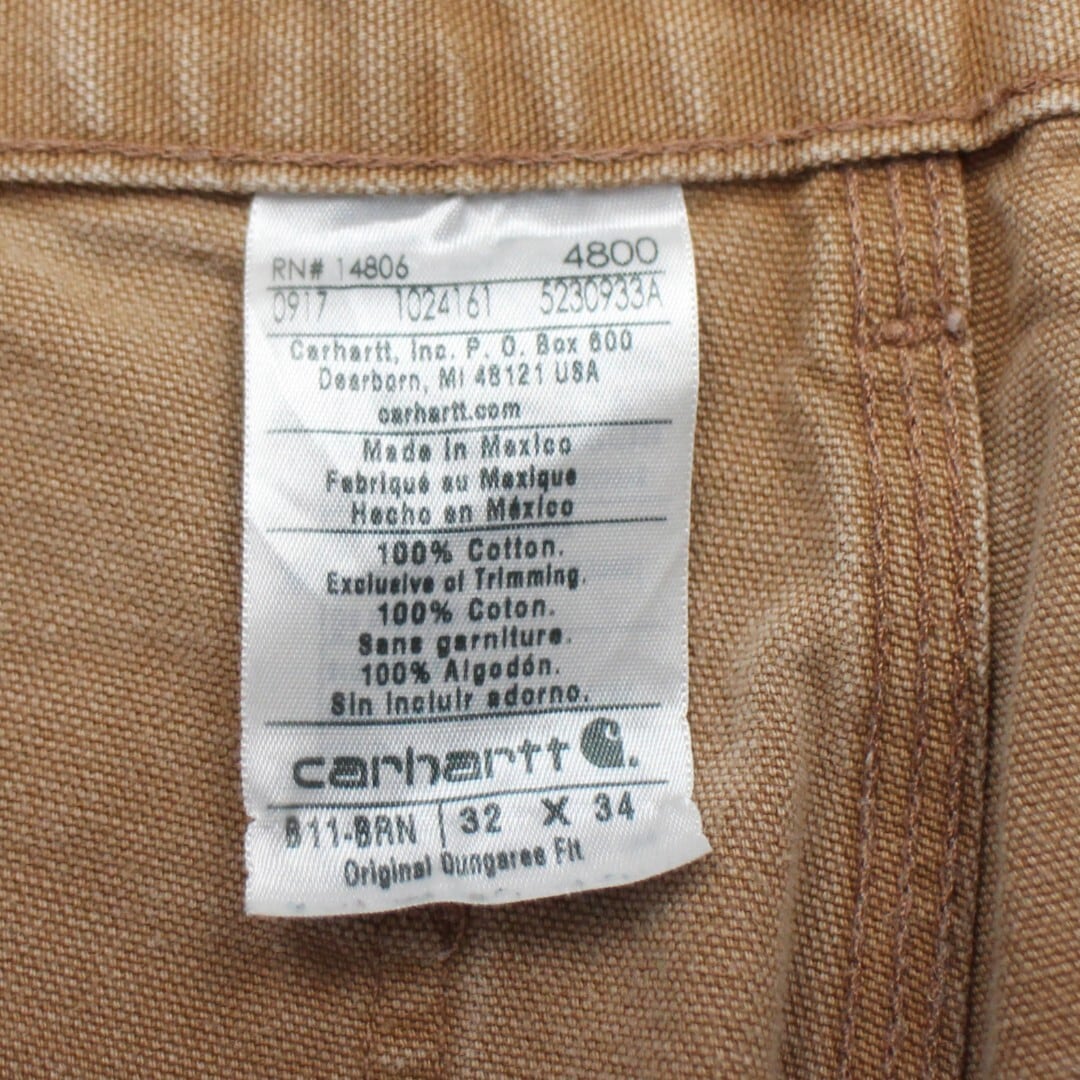 RN# 14806 4800
0917 1024161 5230933A
Carhartt, Inc. P. O. Box 600
Dearborn, MI 48121 USA
carhartt.com
Made in Mexico
Fabriqué au Mexique
Hecho en México
100% Cotton.
Exclusive of Trimming.
100% Coton.
Sans garniture.
100% Algodón.
Sin incluir adorno.
carhartt
B11-BRN 32 X 34
Original Dungaree Fit